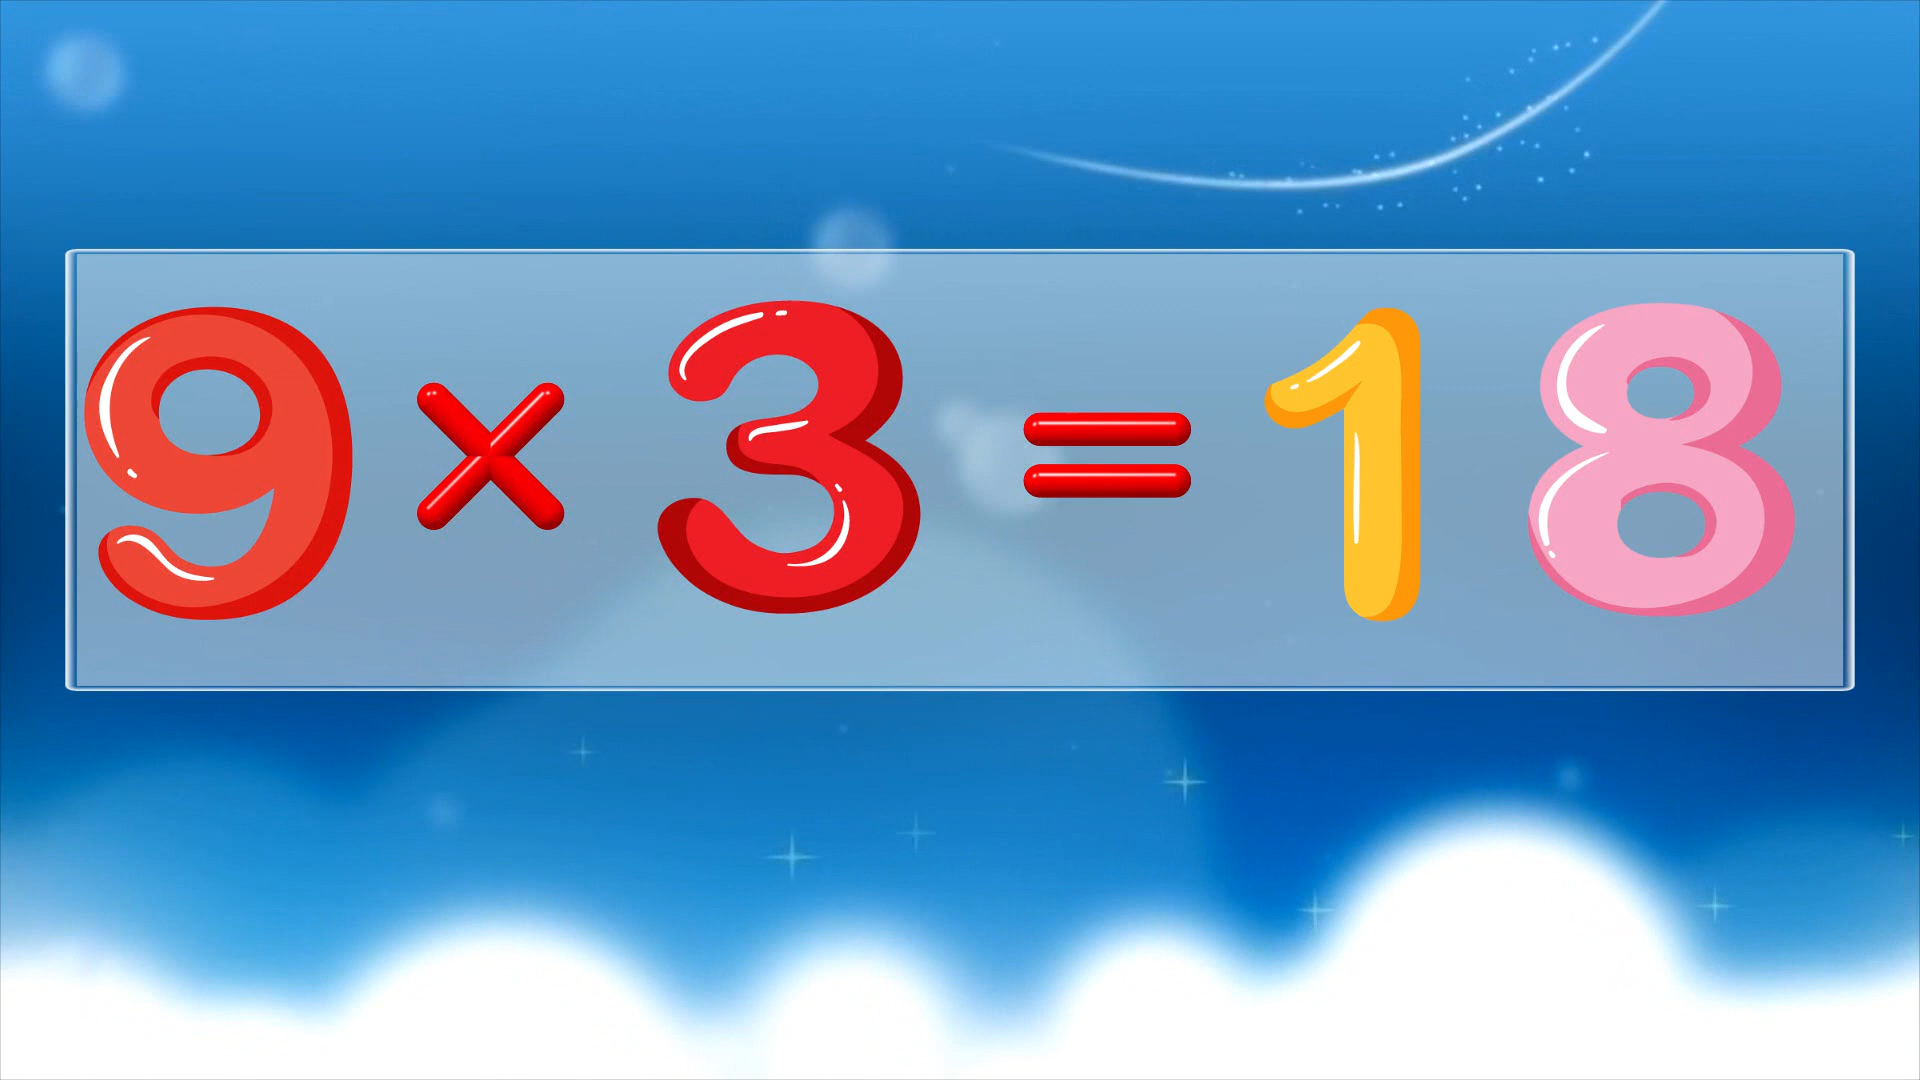 9 × 3 = 18